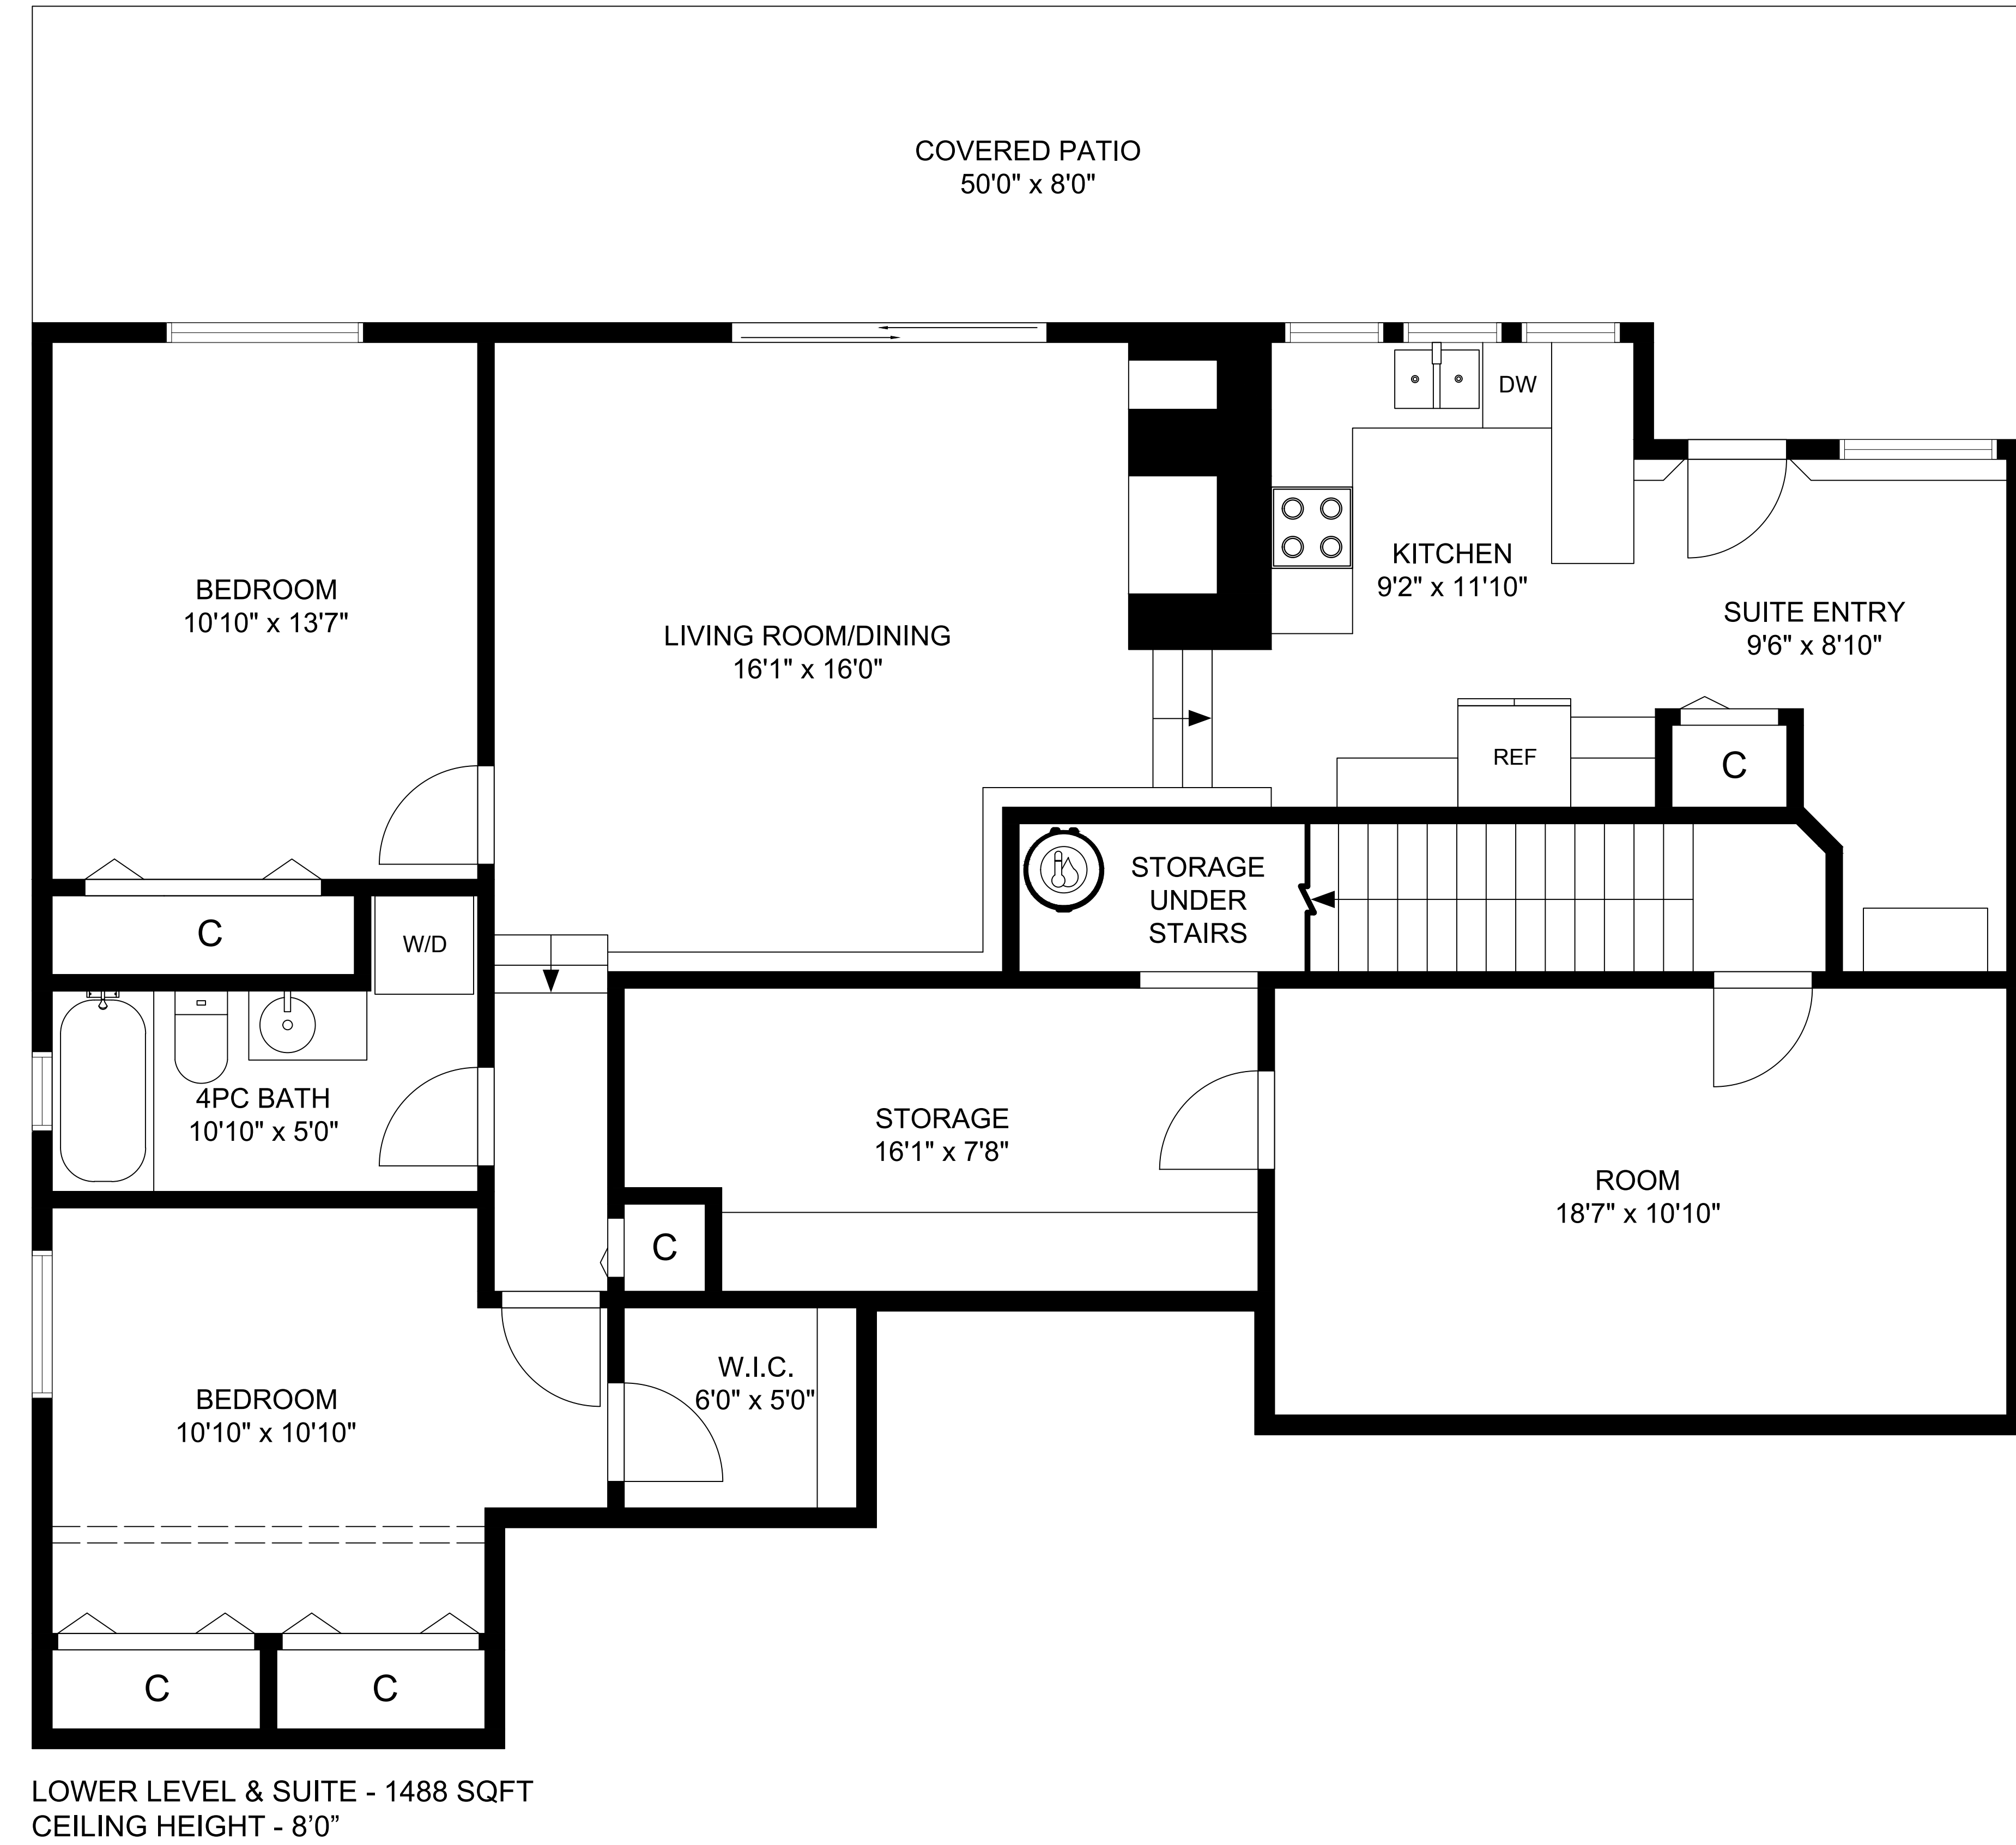 COVERED PATIO
50'0" x 8'0"
DW
BEDROOM
10'10" x 13'7"
LIVING ROOM/DINING
16'1" x 16'0"
KITCHEN
9'2" x 11'10"
SUITE ENTRY
9'6" x 8'10"
REF
C
STORAGE
UNDER
STAIRS
C
W/D
4PC BATH
10'10" x 5'0"
STORAGE
16'1" x 7'8"
ROOM
18'7" x 10'10"
C
W.I.C.
6'0" x 5'0"
BEDROOM
10'10" x 10'10"
C
C
LOWER LEVEL & SUITE - 1488 SQFT
CEILING HEIGHT - 8’0”